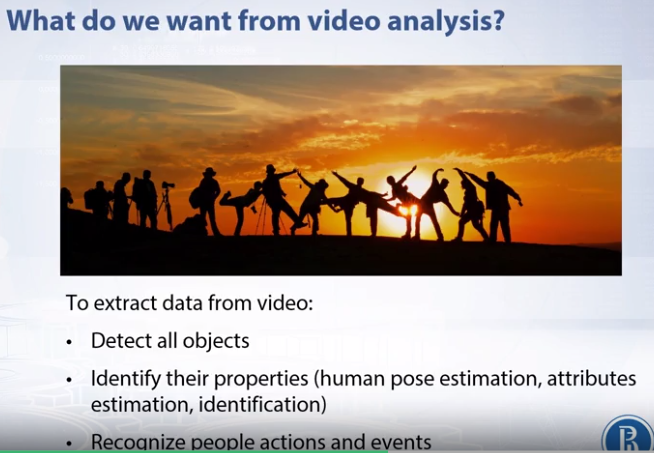 What do we want from video analysis?
To extract data from video:
• Detect all objects
• Identify their properties (human pose estimation, attributes
estimation, identification)
• Recognize people actions and events